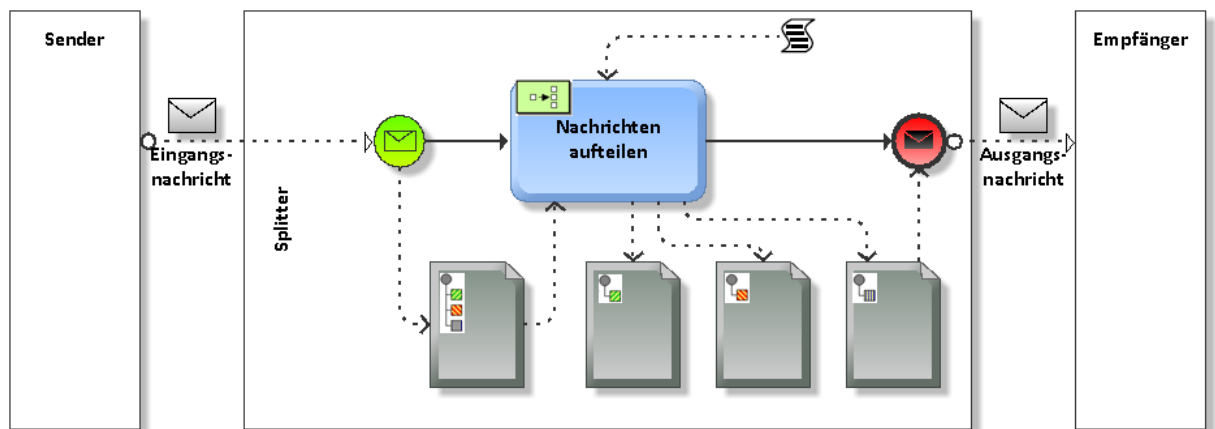 Sender
Eingangs-
nachricht
Splitter
Nachrichten
aufteilen
Ausgangs-
nachricht
Empfänger